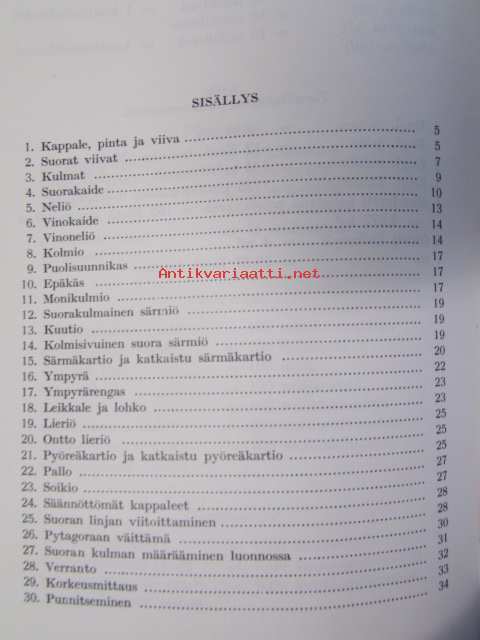 SISÄLLYS
1. Kappale, pinta ja viiva 5
2. Suorat viivat 5
3. Kulmat 7
4. Suorakaide 9
5. Neliö 10
6. Vinokaide 13
7. Vinoneliö 14
8. Kolmio 14
9. Puolisuunnikas 17
10. Epäkäs 17
11. Monikulmio 17
12. Suorakulmainen särmiö 19
13. Kuutio 19
14. Kolmisivuinen suora särmiö 19
15. Särmäkartio ja katkaistu särmäkartio 20
16. Ympyrä 22
17. Ympyrärengas 23
18. Leikkale ja lohko 23
19. Lieriö 25
20. Ontto lieriö 25
21. Pyöreäkartio ja katkaistu pyöreäkartio 25
22. Pallo 27
23. Soikio 27
24. Säännöttömät kappaleet 28
25. Suoran linjan viitoittaminen 28
26. Pytagoraan väittämä 30
27. Suoran kulman määrääminen luonnossa 31
28. Verranto 32
29. Korkeusmittaus 33
30. Punnitseminen 34
Antikvariaatti.net